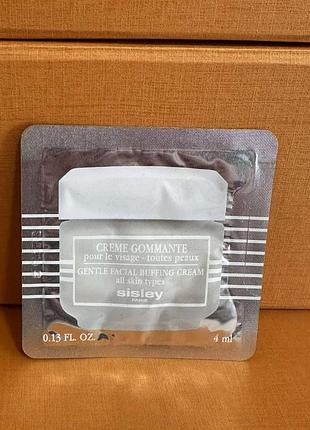 CRÈME GOMMANTE
pour le visage - toutes peaux
GENTLE FACIAL BUFFING CREAM
all skin types
sisley
PARIS
0.13 FL. OZ. 4 ml